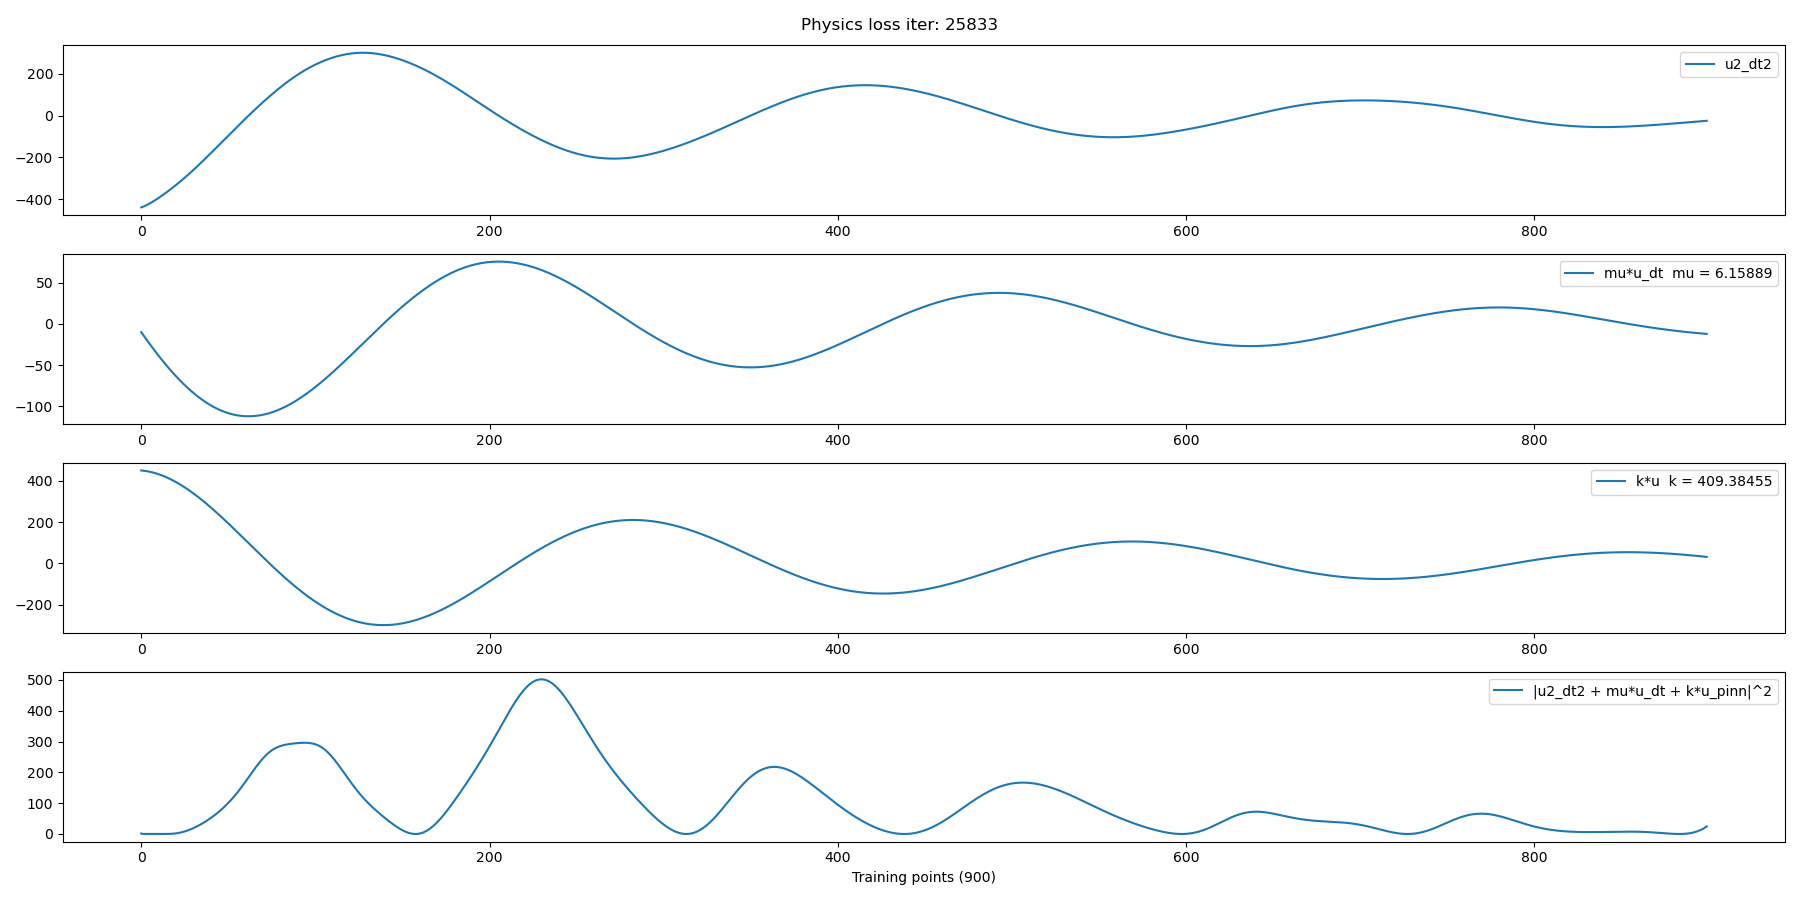 Physics loss iter: 25833
u2_dt2
200
0
−200
−400
0 200 400 600 800
mu*u_dt  mu = 6.15889
50
0
−50
−100
0 200 400 600 800
k*u  k = 409.38455
400
200
0
−200
0 200 400 600 800
|u2_dt2 + mu*u_dt + k*u_pinn|^2
500
400
300
200
100
0
0 200 400 600 800
Training points (900)